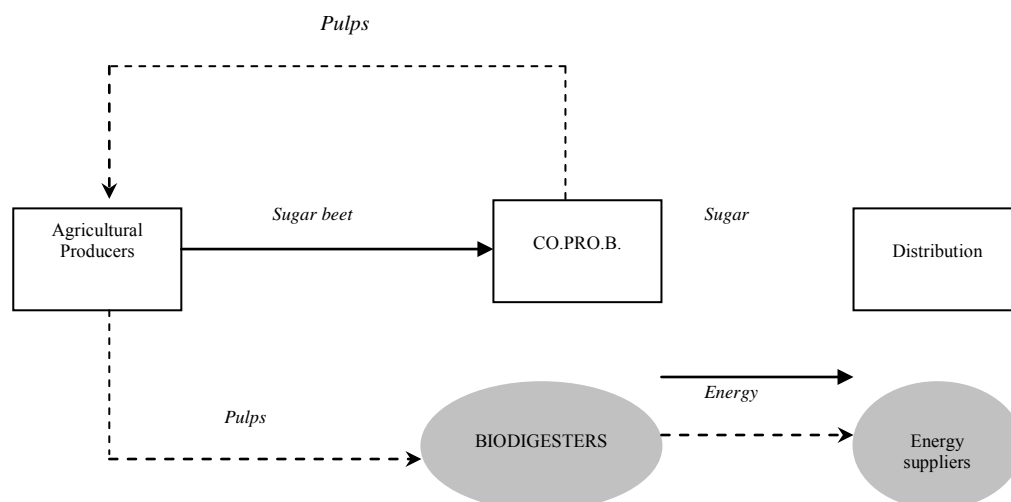 Pulps
Sugar beet
Sugar
Agricultural
Producers
CO.PRO.B.
Distribution
Energy
Pulps
BIODIGESTERS
Energy
suppliers